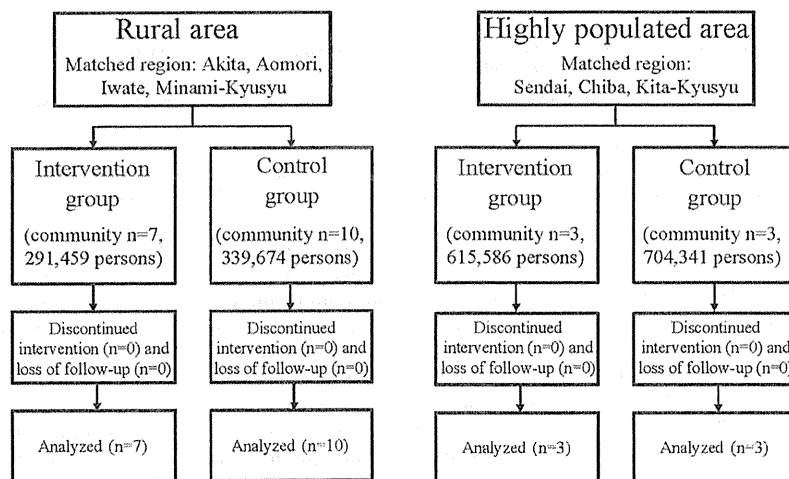 Rural area
Matched region: Akita, Aomori,
Iwate, Minami-Kyusyu
Intervention
group
(community n=7,
291,459 persons)
Control
group
(community n=10,
339,674 persons)
Discontinued
intervention (n=0) and
loss of follow-up (n=0)
Discontinued
intervention (n=0) and
loss of follow-up (n=0)
Analyzed (n=7)
Analyzed (n=10)
Highly populated area
Matched region:
Sendai, Chiba, Kita-Kyusyu
Intervention
group
(community n=3,
615,586 persons)
Control
group
(community n=3,
704,341 persons)
Discontinued
intervention (n=0) and
loss of follow-up (n=0)
Discontinued
intervention (n=0) and
loss of follow-up (n=0)
Analyzed (n=3)
Analyzed (n=3)